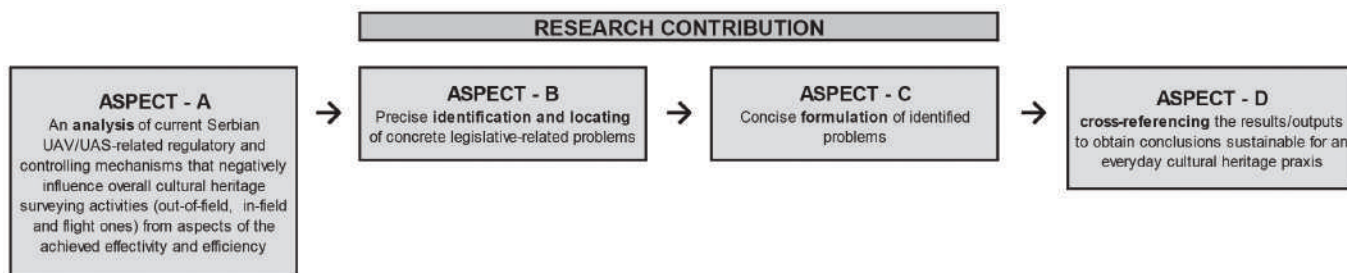 RESEARCH CONTRIBUTION
ASPECT - A
An analysis of current Serbian
UAV/UAS-related regulatory and
controlling mechanisms that negatively
influence overall cultural heritage
surveying activities (out-of-field, in-field
and flight ones) from aspects of the
achieved effectivity and efficiency
ASPECT - B
Precise identification and locating
of concrete legislative-related problems
ASPECT - C
Concise formulation of identified
problems
ASPECT - D
cross-referencing the results/outputs
to obtain conclusions sustainable for an
everyday cultural heritage praxis